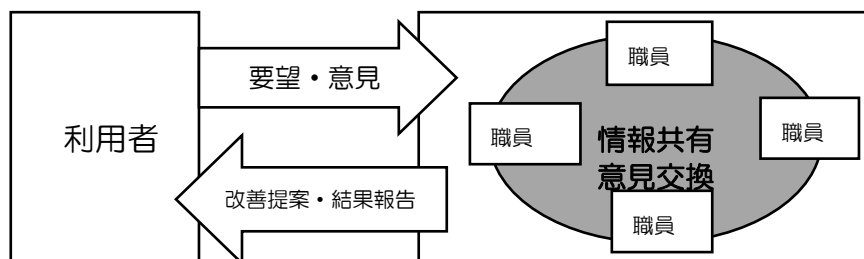 利用者
要望・意見
改善提案・結果報告
職員
職員
情報共有
意見交換
職員
職員